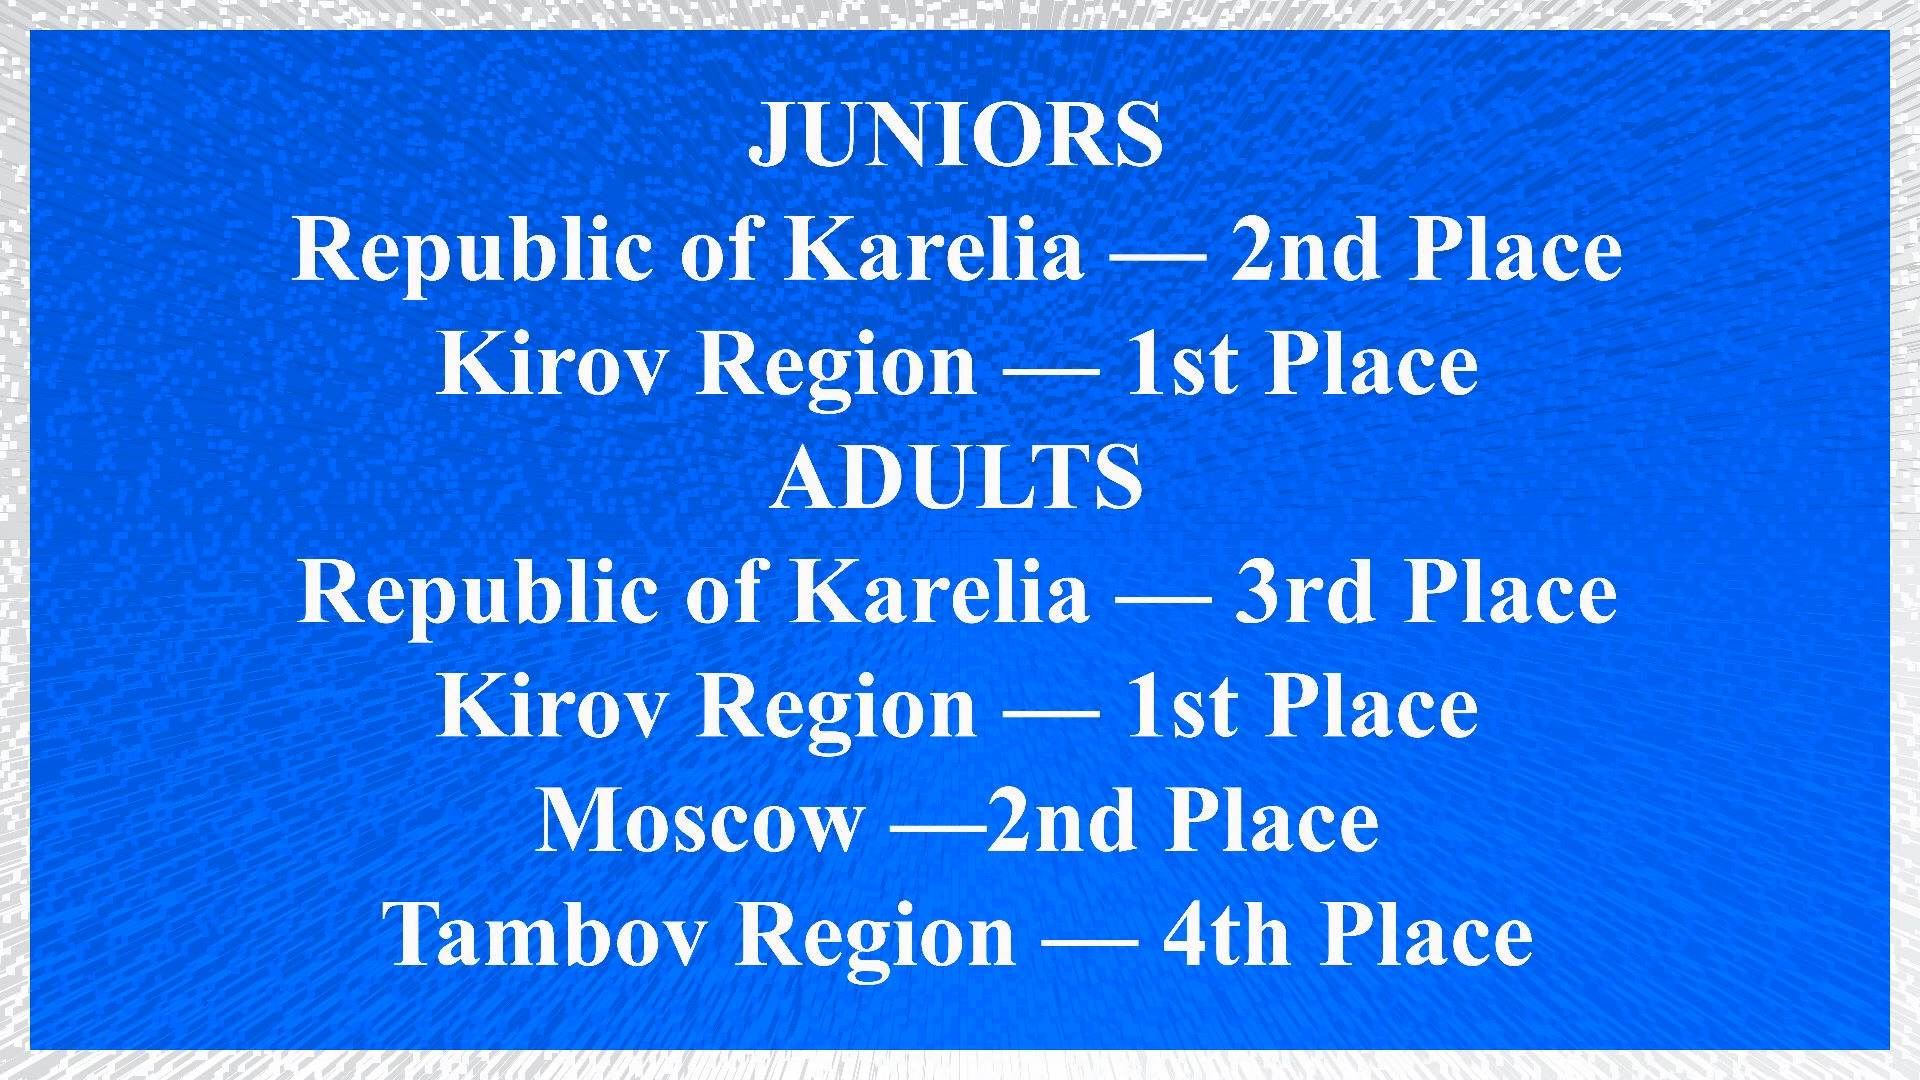 JUNIORS
Republic of Karelia — 2nd Place
Kirov Region — 1st Place
ADULTS
Republic of Karelia — 3rd Place
Kirov Region — 1st Place
Moscow —2nd Place
Tambov Region — 4th Place